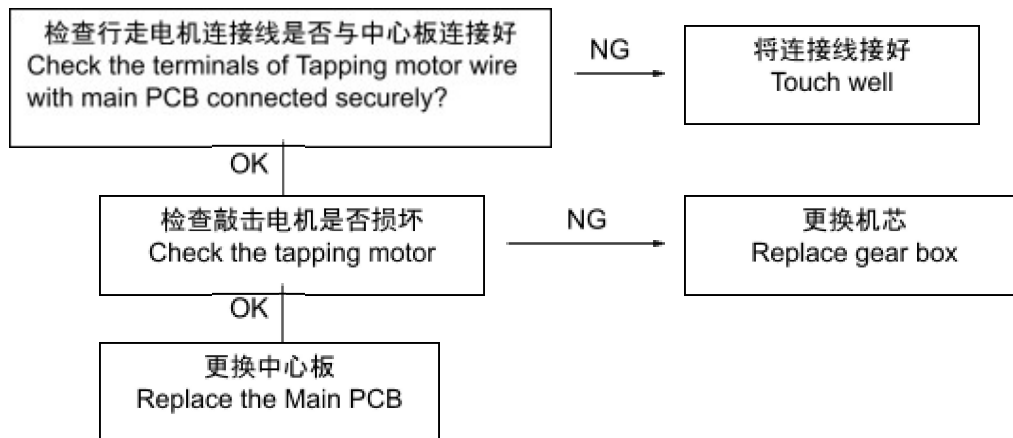 检查行走电机连接线是否与中心板连接好
Check the terminals of Tapping motor wire
with main PCB connected securely?
NG
将连接线接好
Touch well
OK
检查敲击电机是否损坏
Check the tapping motor
NG
更换机芯
Replace gear box
OK
更换中心板
Replace the Main PCB